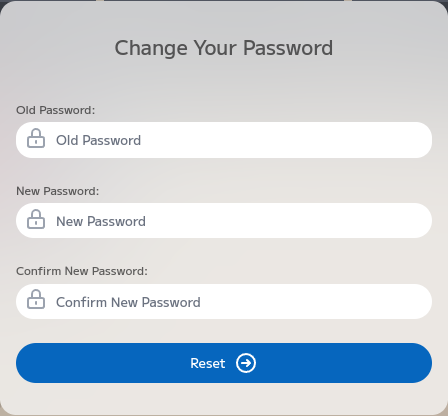 Change Your Password
Old Password:
Old Password
New Password:
New Password
Confirm New Password:
Confirm New Password
Reset